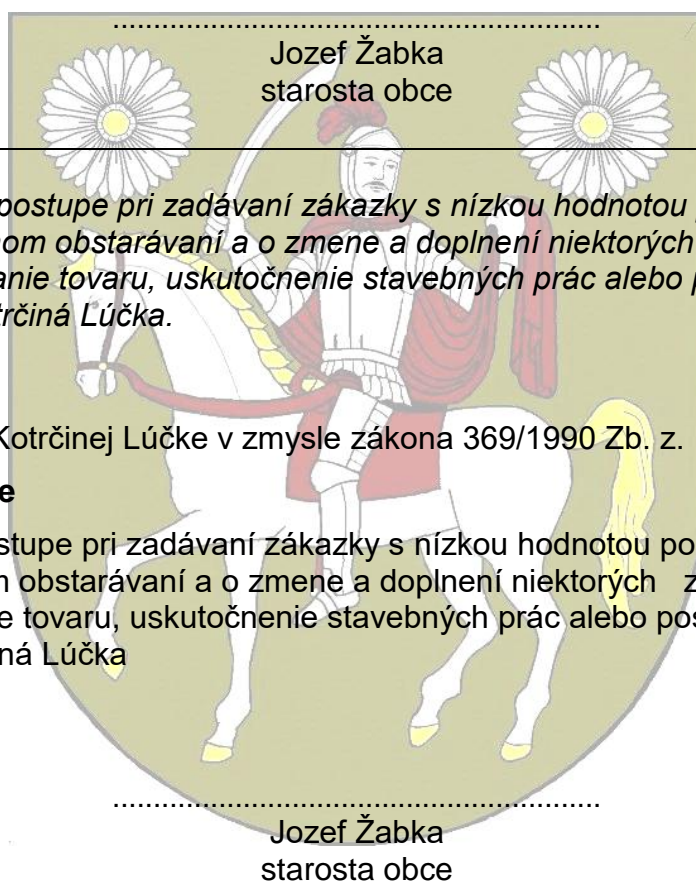 ............................................................
Jozef Žabka
starosta obce
postupe pri zadávaní zákazky s nízkou hodnotou
nom obstarávaní a o zmene a doplnení niektorých
anie tovaru, uskutočnenie stavebných prác alebo p
trčiná Lúčka.
Kotrčinej Lúčke v zmysle zákona 369/1990 Zb. z.
e
stupe pri zadávaní zákazky s nízkou hodnotou po
m obstarávaní a o zmene a doplnení niektorých z
e tovaru, uskutočnenie stavebných prác alebo pos
ná Lúčka
............................................................
Jozef Žabka
starosta obce